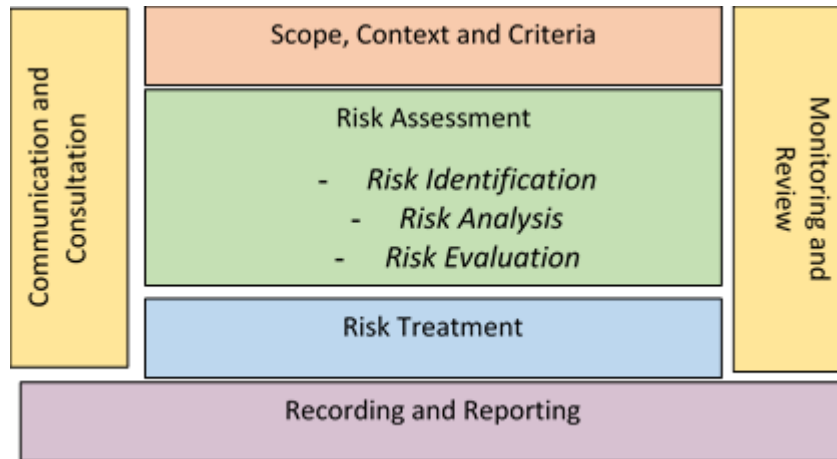 Communication and
Consultation
Scope, Context and Criteria
Risk Assessment
- Risk Identification
- Risk Analysis
- Risk Evaluation
Risk Treatment
Monitoring and
Review
Recording and Reporting